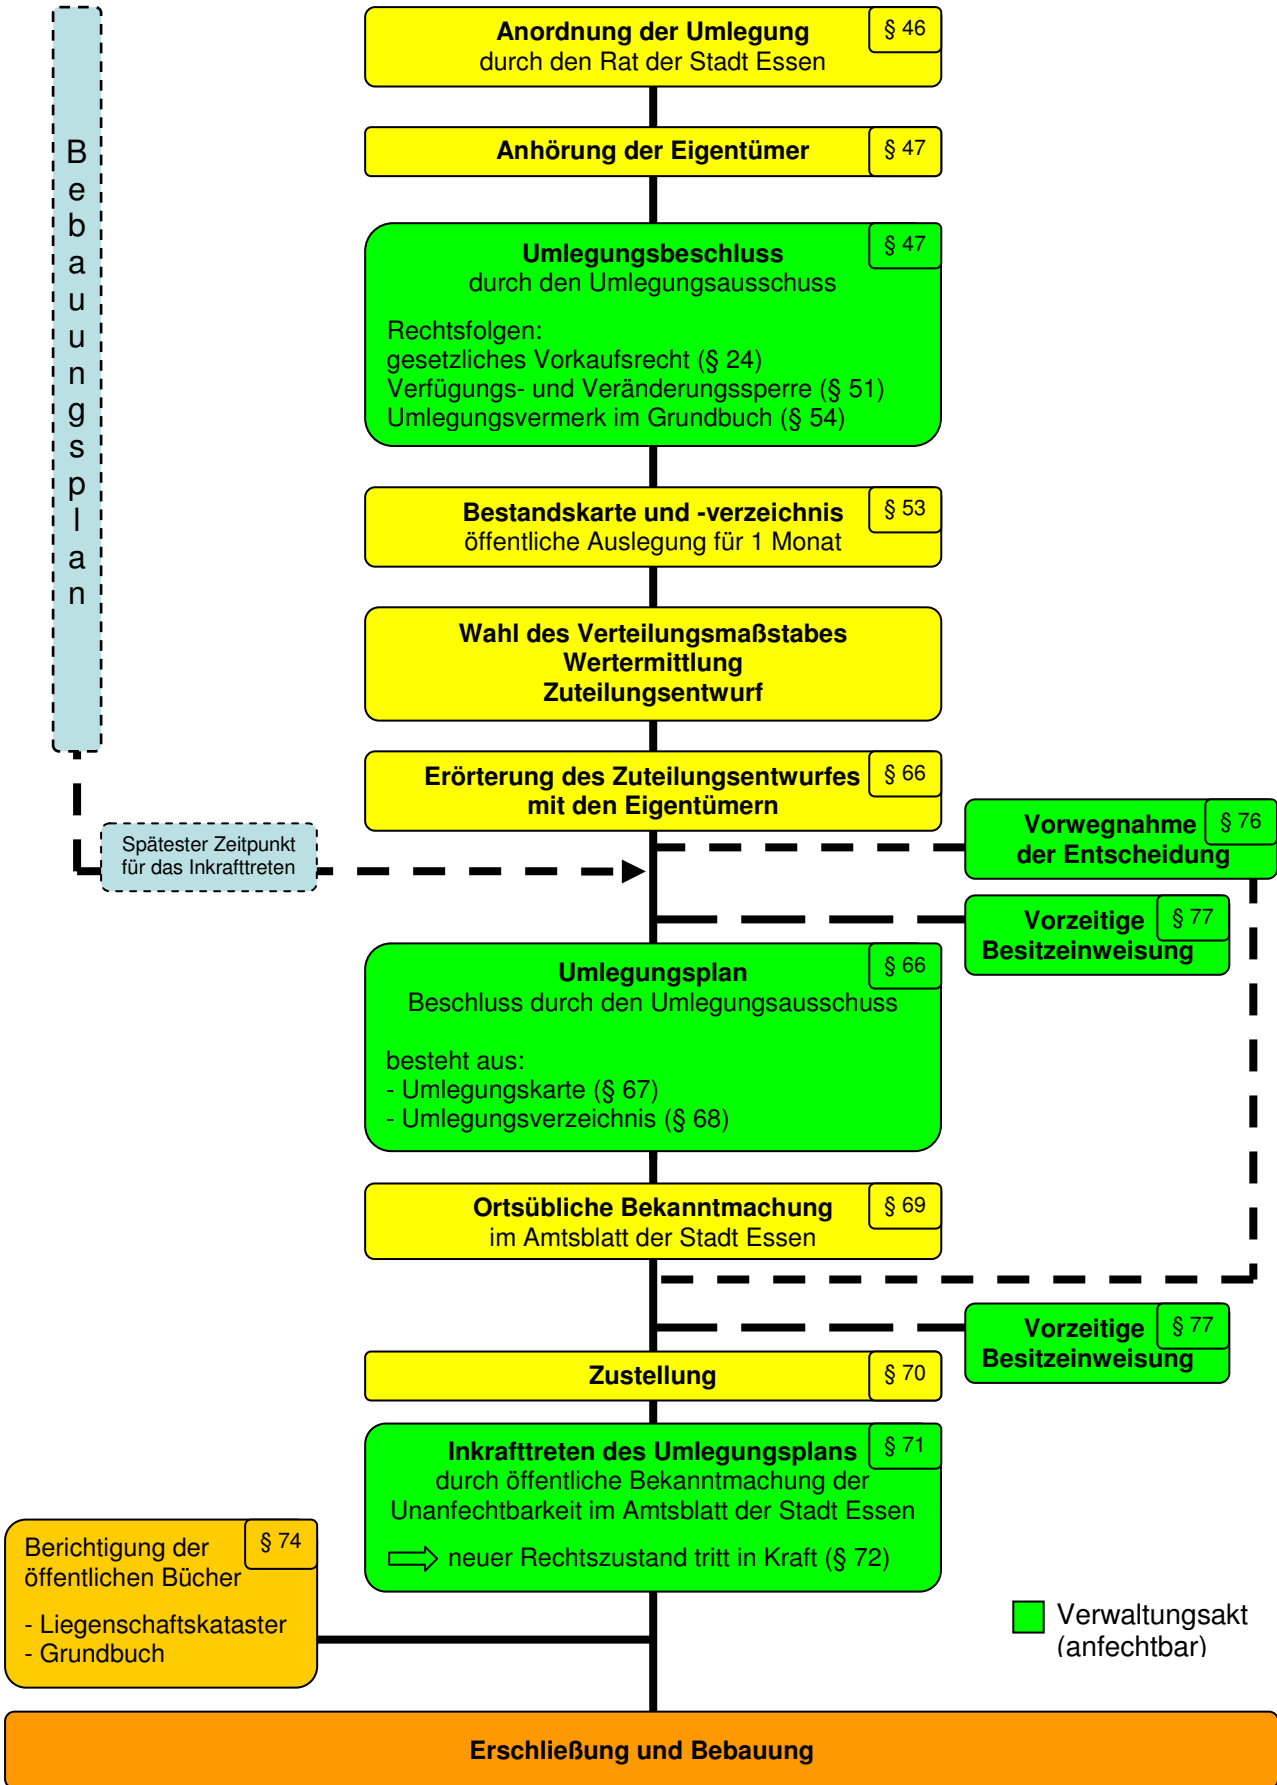 Bebauungsplan
Anordnung der Umlegung
durch den Rat der Stadt Essen
§ 46
Anhörung der Eigentümer
§ 47
Umlegungsbeschluss
durch den Umlegungsausschuss
§ 47
Rechtsfolgen:
gesetzliches Vorkaufsrecht (§ 24)
Verfügungs- und Veränderungssperre (§ 51)
Umlegungsvermerk im Grundbuch (§ 54)
Bestandskarte und -verzeichnis
öffentliche Auslegung für 1 Monat
§ 53
Wahl des Verteilungsmaßstabes
Wertermittlung
Zuteilungsentwurf
Erörterung des Zuteilungsentwurfes
mit den Eigentümern
§ 66
Spätester Zeitpunkt
für das Inkrafttreten
Vorwegnahme
der Entscheidung
§ 76
Vorzeitige
Besitzeinweisung
§ 77
Umlegungsplan
Beschluss durch den Umlegungsausschuss
§ 66
besteht aus:
- Umlegungskarte (§ 67)
- Umlegungsverzeichnis (§ 68)
Ortsübliche Bekanntmachung
im Amtsblatt der Stadt Essen
§ 69
Vorzeitige
Besitzeinweisung
§ 77
Zustellung
§ 70
Inkrafttreten des Umlegungsplans
durch öffentliche Bekanntmachung der
Unanfechtbarkeit im Amtsblatt der Stadt Essen
§ 71
neuer Rechtszustand tritt in Kraft (§ 72)
Berichtigung der
öffentlichen Bücher
§ 74
- Liegenschaftskataster
- Grundbuch
Verwaltungsakt
(anfechtbar)
Erschließung und Bebauung